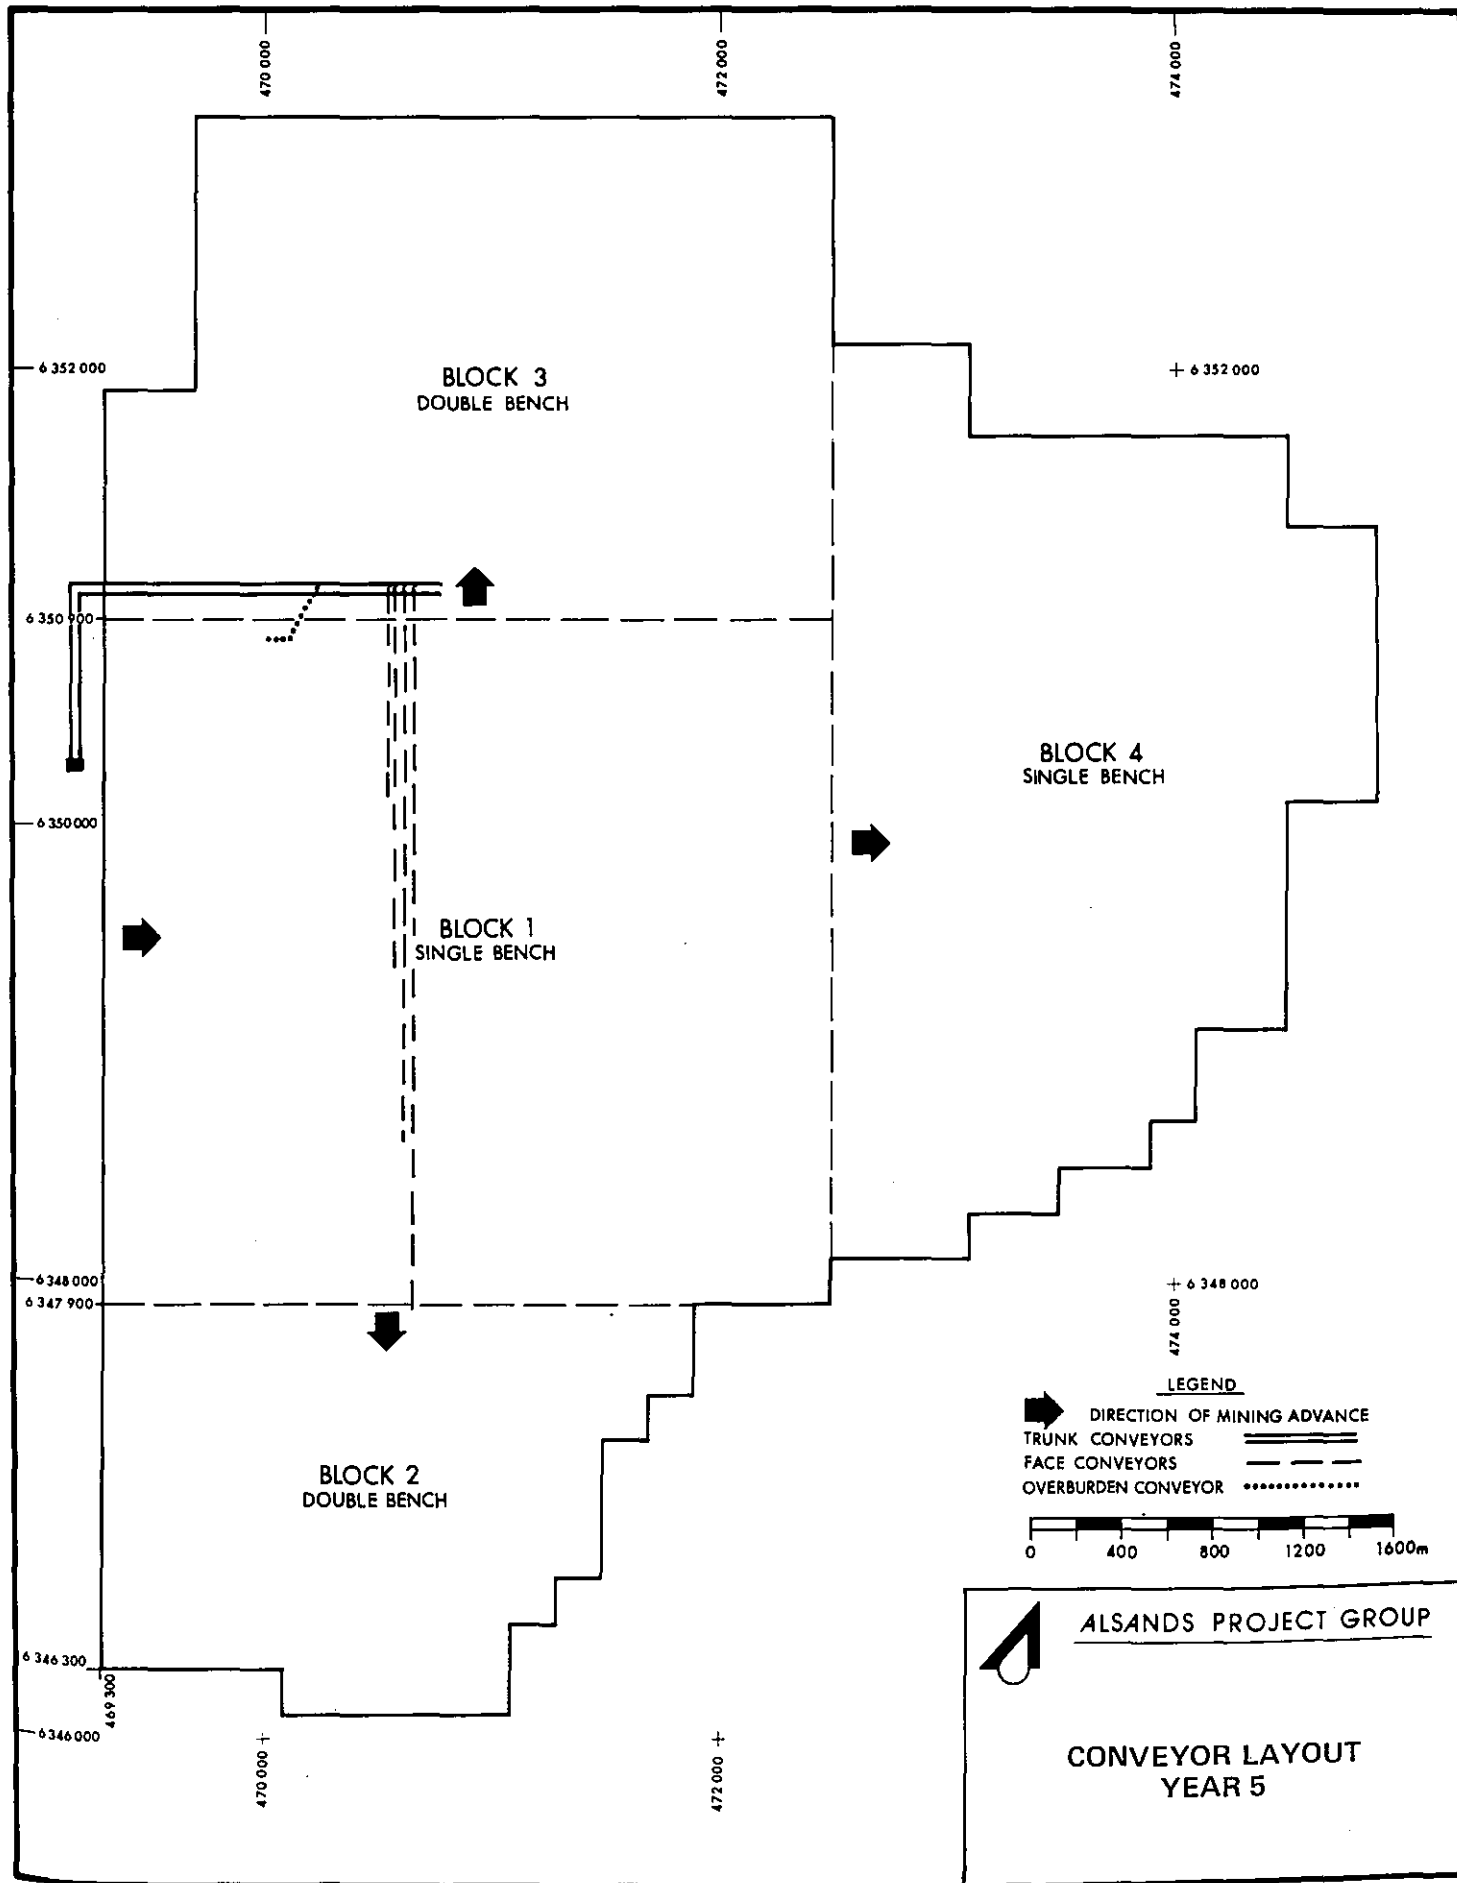 470 000
472 000
474 000
6 352 000
6 352 000
BLOCK 3
DOUBLE BENCH
6 350 900
BLOCK 4
SINGLE BENCH
6 350 000
BLOCK 1
SINGLE BENCH
6 348 000
6 347 900
6 348 000
474 000
LEGEND
DIRECTION OF MINING ADVANCE
TRUNK CONVEYORS
FACE CONVEYORS
OVERBURDEN CONVEYOR
0 400 800 1200 1600m
BLOCK 2
DOUBLE BENCH
6 346 300
469 300
6 346 000
470 000
472 000
ALSANDS PROJECT GROUP
CONVEYOR LAYOUT
YEAR 5